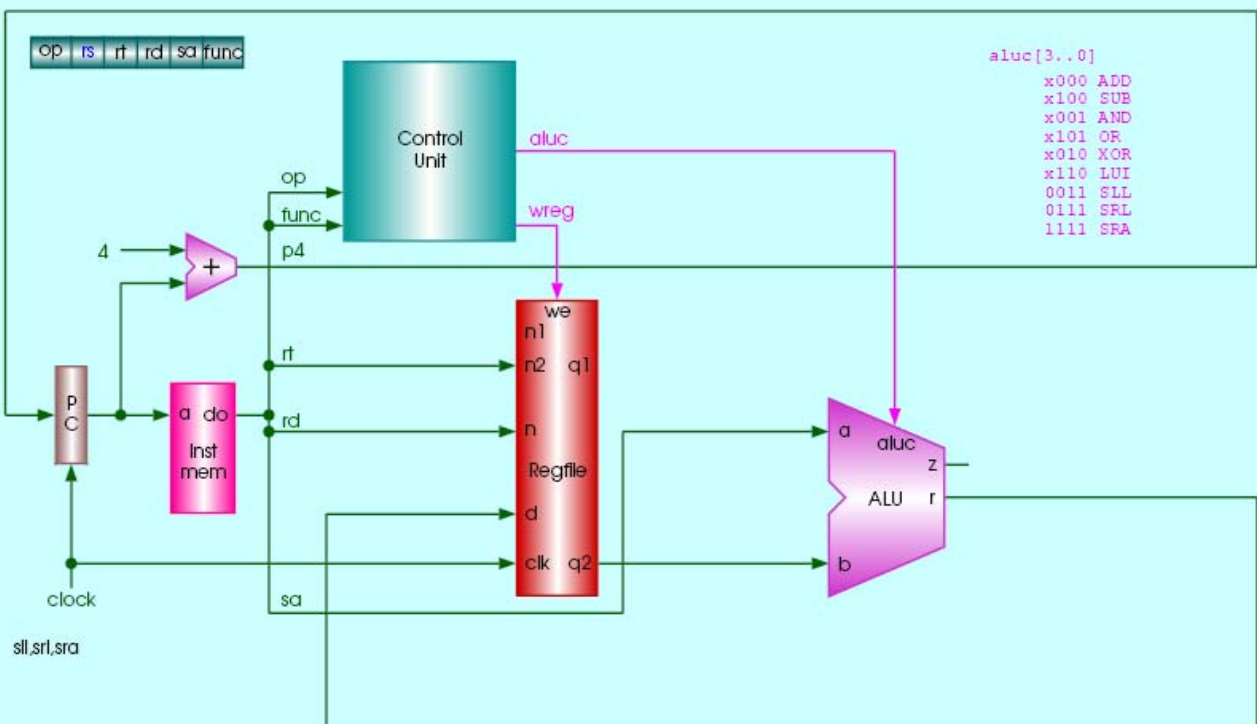 op rs rt rd sa func
aluc[3..0]
x000 ADD
x100 SUB
x001 AND
x101 OR
x010 XOR
x110 LUI
0011 SLL
0111 SRL
1111 SRA
Control
Unit
aluc
op
func
wreg
4
+
p4
we
n1
rt
n2 q1
PC
a do
Inst
mem
rd
n
Regfile
a
aluc
z
ALU
r
d
clk q2
b
clock
sa
sll,srl,sra